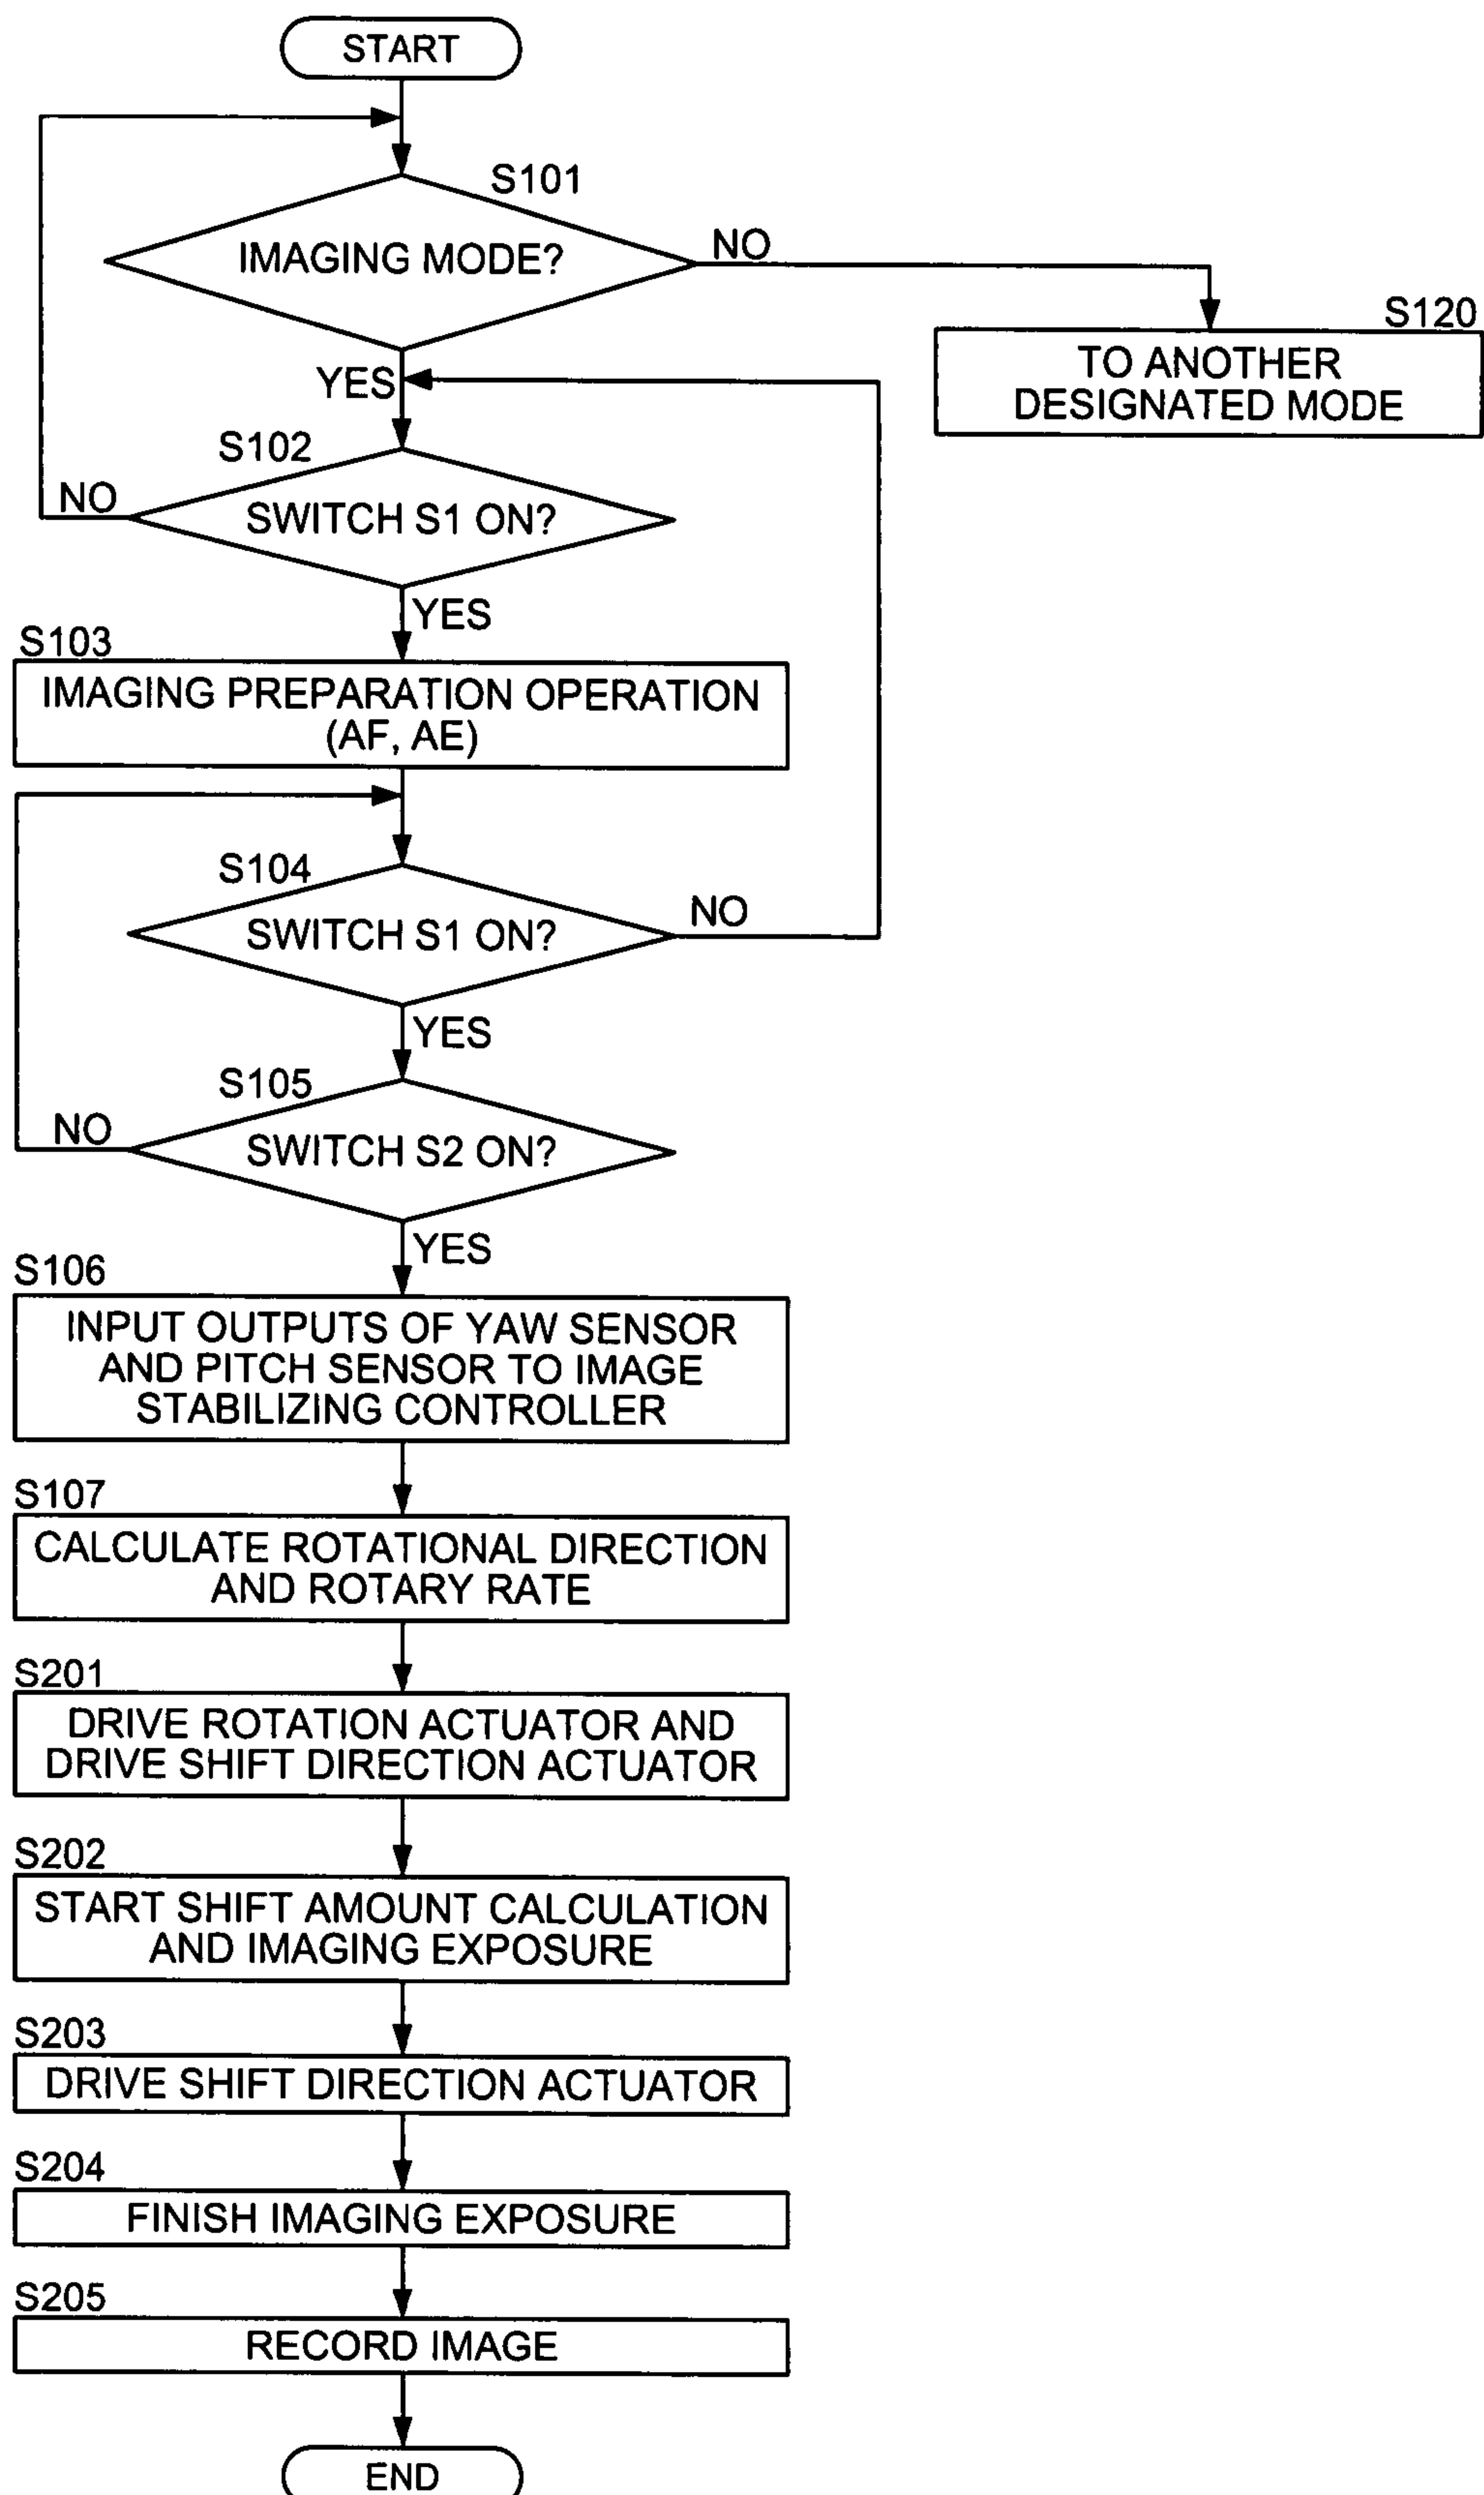 START
S101
IMAGING MODE?
NO
S120
TO ANOTHER
DESIGNATED MODE
YES
S102
NO
SWITCH S1 ON?
YES
S103
IMAGING PREPARATION OPERATION
(AF, AE)
S104
SWITCH S1 ON?
NO
YES
S105
NO
SWITCH S2 ON?
YES
S106
INPUT OUTPUTS OF YAW SENSOR
AND PITCH SENSOR TO IMAGE
STABILIZING CONTROLLER
S107
CALCULATE ROTATIONAL DIRECTION
AND ROTARY RATE
S201
DRIVE ROTATION ACTUATOR AND
DRIVE SHIFT DIRECTION ACTUATOR
S202
START SHIFT AMOUNT CALCULATION
AND IMAGING EXPOSURE
S203
DRIVE SHIFT DIRECTION ACTUATOR
S204
FINISH IMAGING EXPOSURE
S205
RECORD IMAGE
END